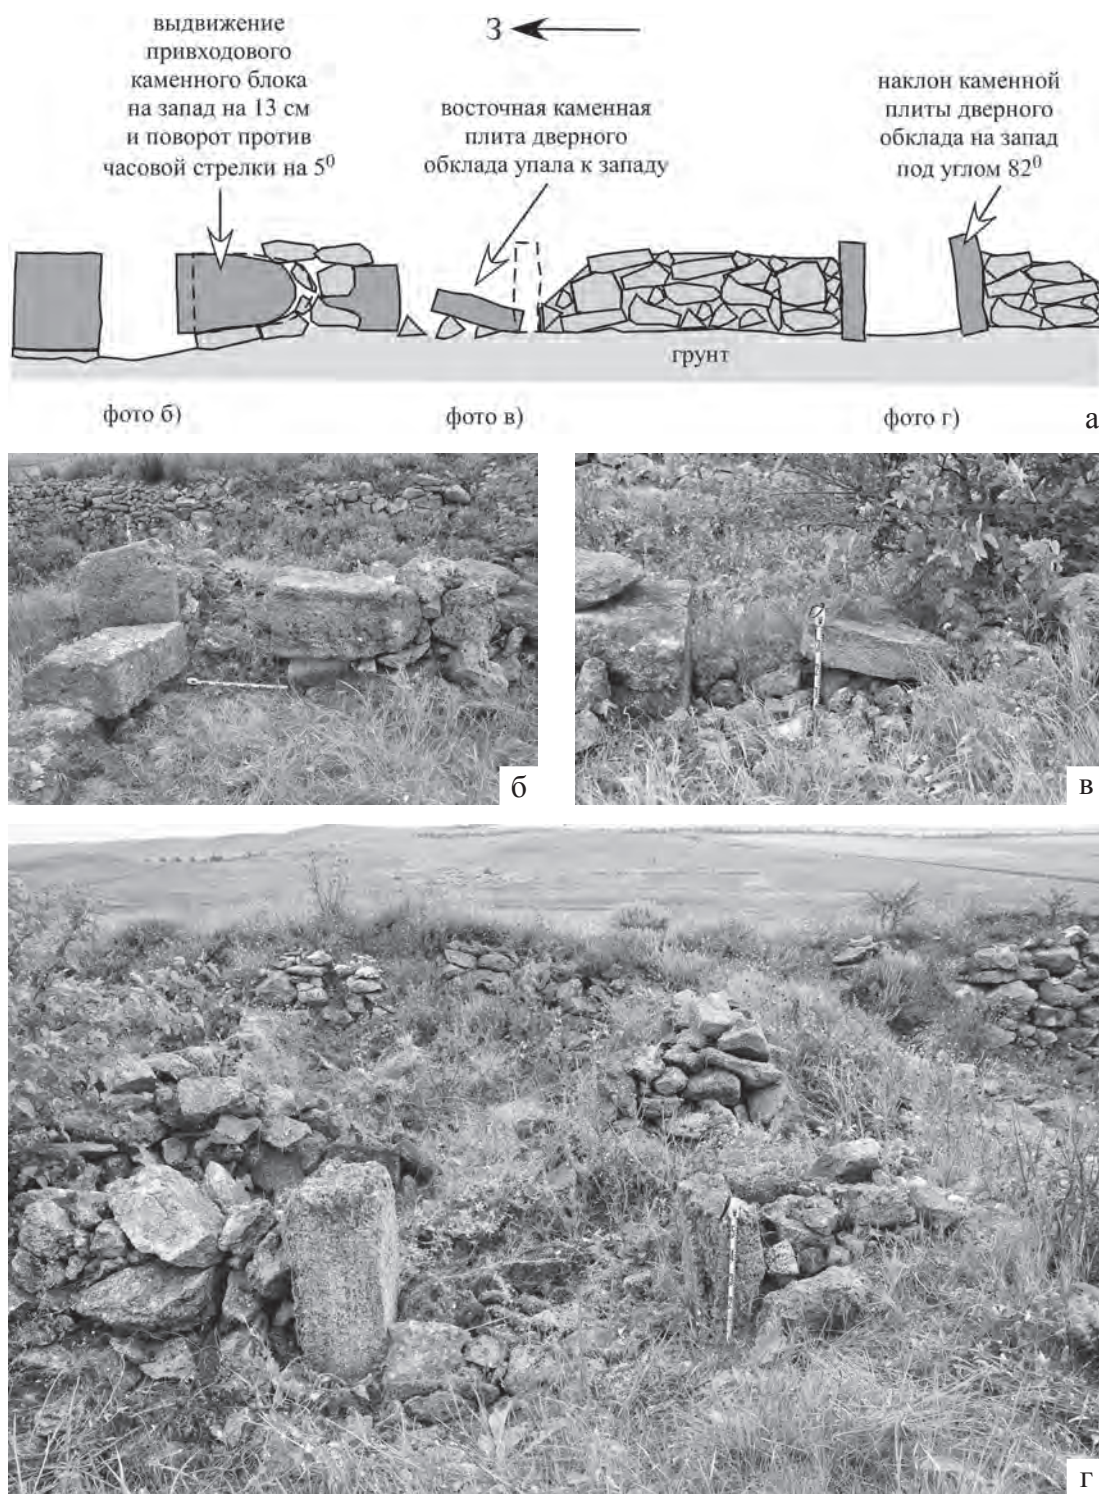 выдвижение
привходового
каменного блока
на запад на 13 см
и поворот против
часовой стрелки на 5⁰
З
восточная каменная
плита дверного
обклада упала к западу
наклон каменной
плиты дверного
обклада на запад
под углом 82⁰
грунт
фото б)
фото в)
фото г)
а
б
в
г